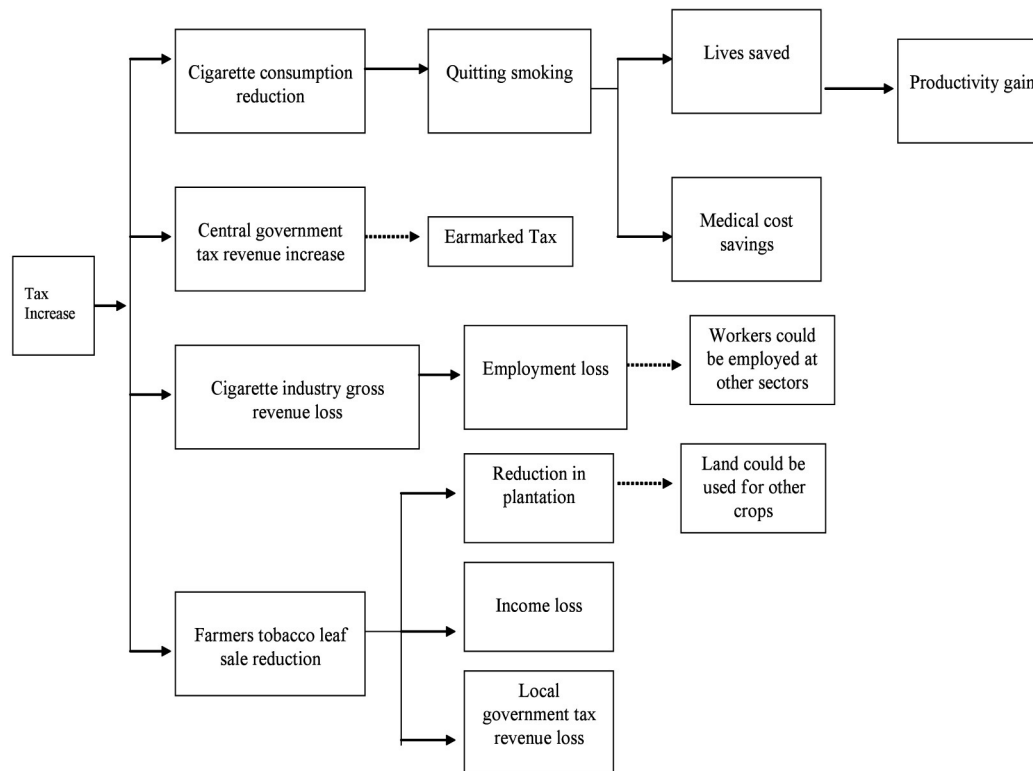 Tax
Increase
Cigarette consumption
reduction
Quitting smoking
Lives saved
Productivity gain
Medical cost
savings
Central government
tax revenue increase
Earmarked Tax
Cigarette industry gross
revenue loss
Employment loss
Workers could
be employed at
other sectors
Farmers tobacco leaf
sale reduction
Reduction in
plantation
Land could be
used for other
crops
Income loss
Local
government tax
revenue loss